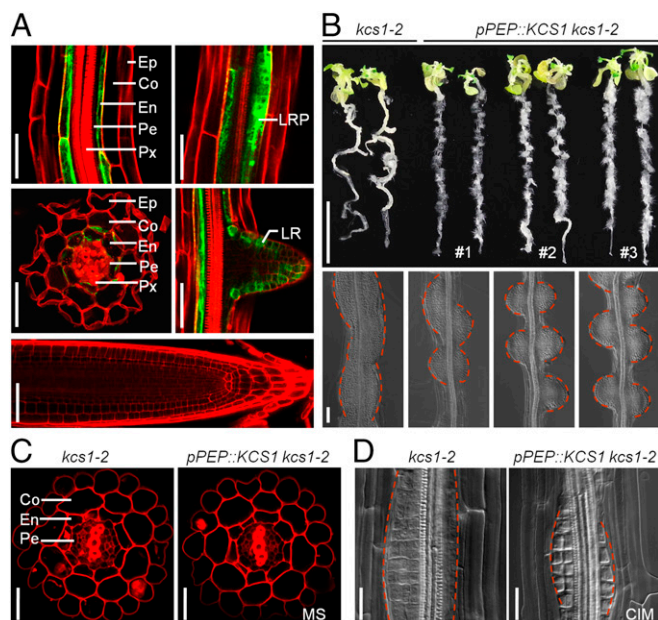 A
Ep
Co
En
Pe
Px
LRP
Ep
Co
En
Pe
Px
LR
B
kcs1-2
pPEP::KCS1 kcs1-2
#1
#2
#3
C
kcs1-2
pPEP::KCS1 kcs1-2
Co
En
Pe
MS
D
kcs1-2
pPEP::KCS1 kcs1-2
CIM